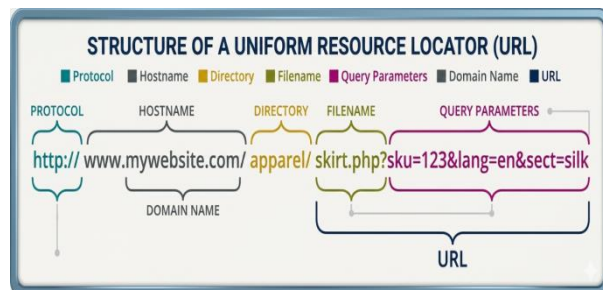 STRUCTURE OF A UNIFORM RESOURCE LOCATOR (URL)
Protocol Hostname Directory Filename Query Parameters Domain Name URL
PROTOCOL HOSTNAME DIRECTORY FILENAME QUERY PARAMETERS
http:// www.mywebsite.com/ apparel/ skirt.php?sku=123&lang=en&sect=silk
DOMAIN NAME
URL